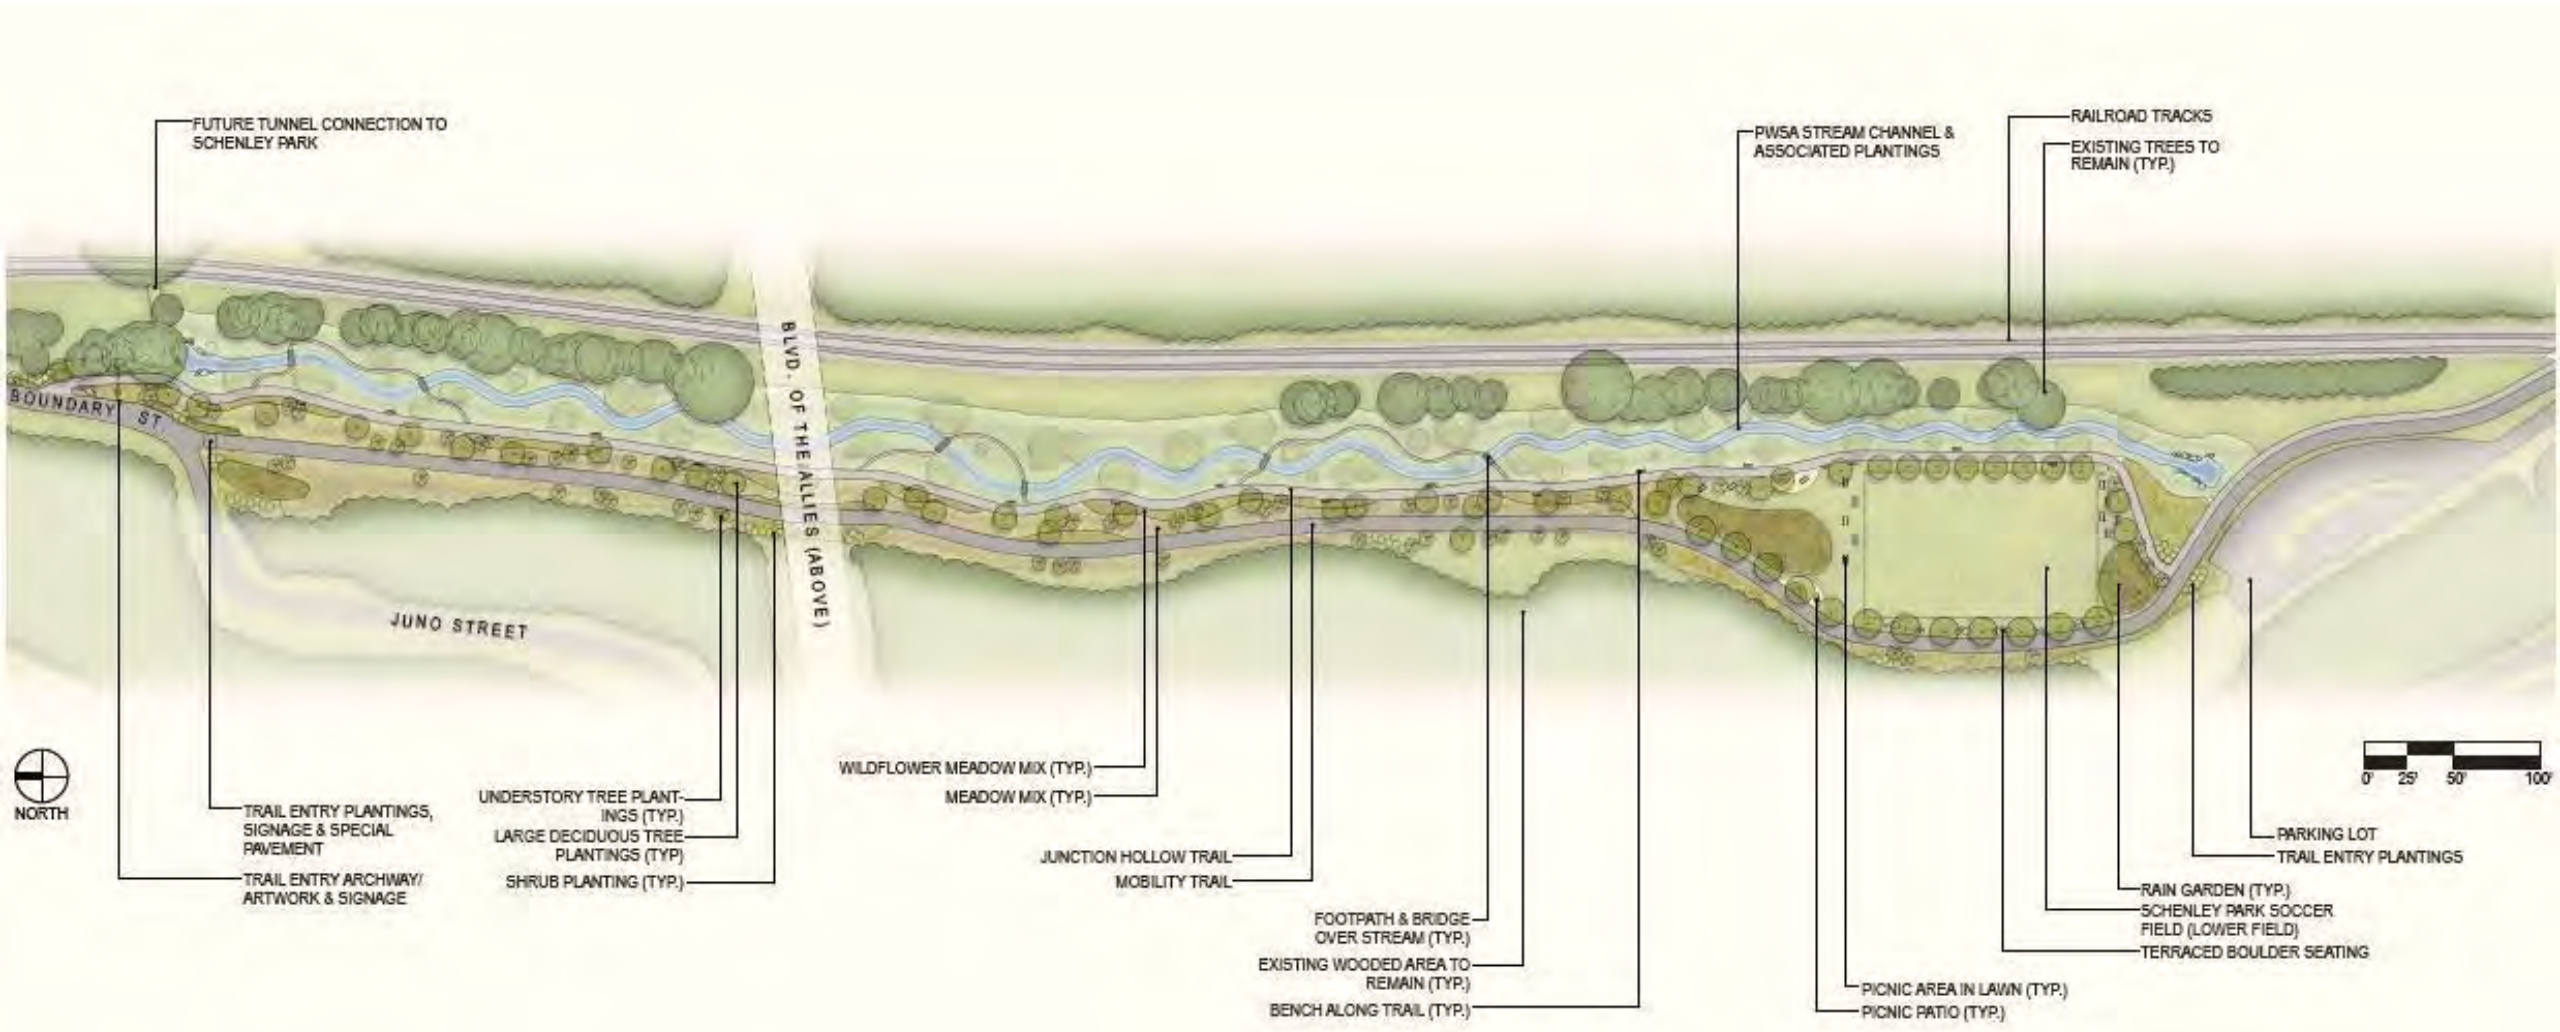 FUTURE TUNNEL CONNECTION TO
SCHENLEY PARK
PWSA STREAM CHANNEL &
ASSOCIATED PLANTINGS
RAILROAD TRACKS
EXISTING TREES TO
REMAIN (TYP.)
BOUNDARY ST.
BLVD. OF THE ALLIES (ABOVE)
JUNO STREET
NORTH
TRAIL ENTRY PLANTINGS,
SIGNAGE & SPECIAL
PAVEMENT
TRAIL ENTRY ARCHWAY/
ARTWORK & SIGNAGE
UNDERSTORY TREE PLANT-
INGS (TYP.)
LARGE DECIDUOUS TREE
PLANTINGS (TYP)
SHRUB PLANTING (TYP.)
WILDFLOWER MEADOW MIX (TYP.)
MEADOW MIX (TYP.)
JUNCTION HOLLOW TRAIL
MOBILITY TRAIL
FOOTPATH & BRIDGE
OVER STREAM (TYP.)
EXISTING WOODED AREA TO
REMAIN (TYP.)
BENCH ALONG TRAIL (TYP.)
PICNIC AREA IN LAWN (TYP.)
PICNIC PATIO (TYP.)
0' 25' 50' 100'
PARKING LOT
TRAIL ENTRY PLANTINGS
RAIN GARDEN (TYP.)
SCHENLEY PARK SOCCER
FIELD (LOWER FIELD)
TERRACED BOULDER SEATING